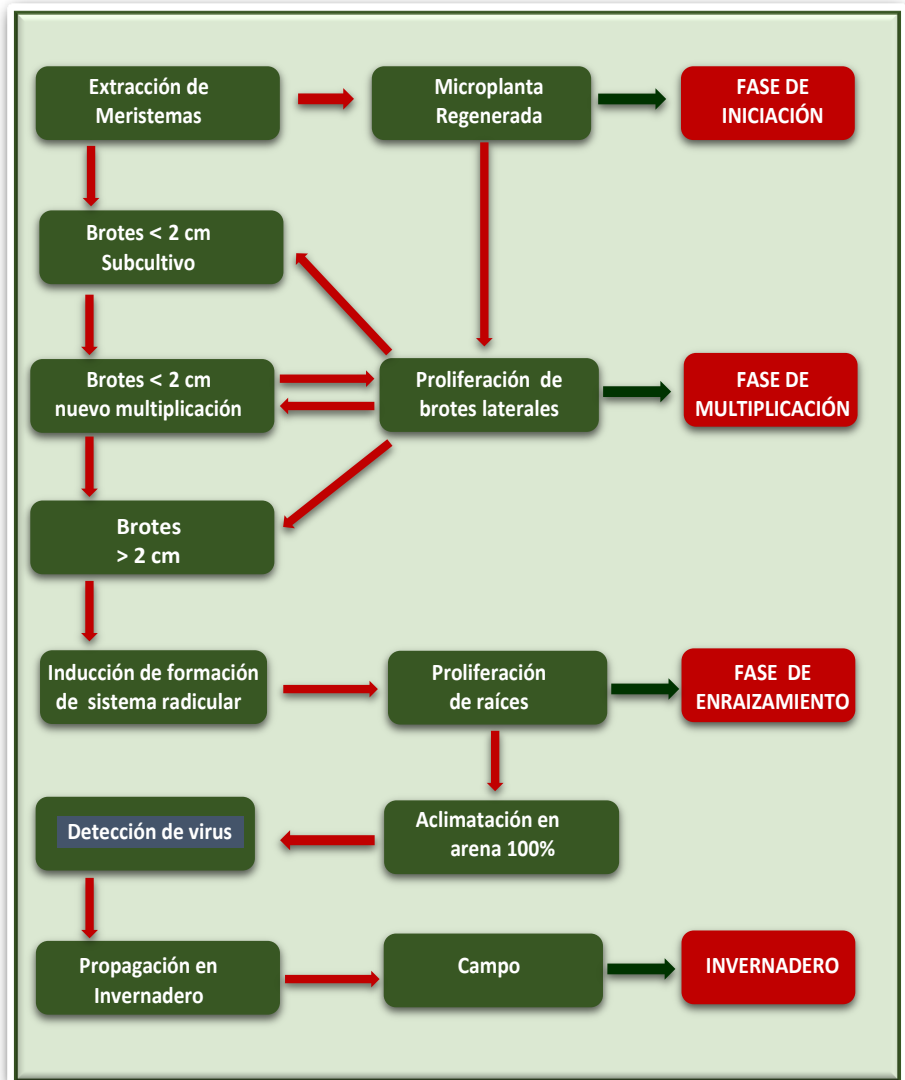 Extracción de
Meristemas
Microplanta
Regenerada
FASE DE
INICIACIÓN
Brotes < 2 cm
Subcultivo
Brotes < 2 cm
nuevo multiplicación
Proliferación de
brotes laterales
FASE DE
MULTIPLICACIÓN
Brotes
> 2 cm
Inducción de formación
de sistema radicular
Proliferación
de raíces
FASE DE
ENRAIZAMIENTO
Detección de virus
Aclimatación en
arena 100%
Propagación en
Invernadero
Campo
INVERNADERO